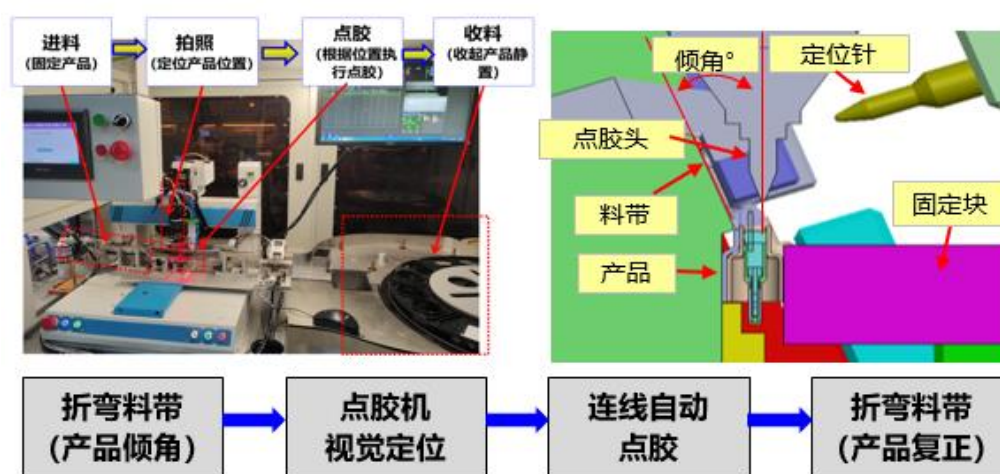 进料
(固定产品)
拍照
(定位产品位置)
点胶
(根据位置执
行点胶)
收料
(收起产品静
置)
倾角°
定位针
点胶头
料带
产品
固定块
折弯料带
(产品倾角)
点胶机
视觉定位
连线自动
点胶
折弯料带
(产品复正)